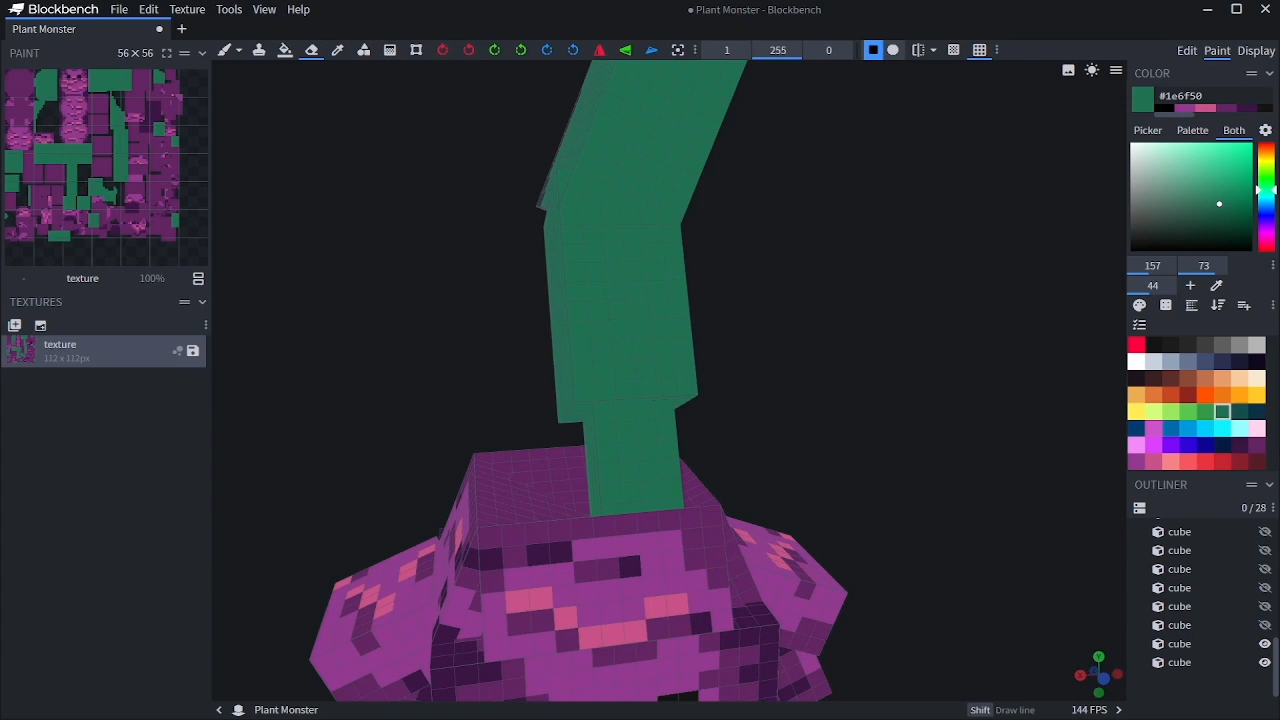 Blockbench File Edit Texture Tools View Help
● Plant Monster - Blockbench
Plant Monster
PAINT 56×56
1 255 0
Edit Paint Display
COLOR
#1e6f50
Picker Palette Both
157 73
44
- texture 100%
TEXTURES
texture
112 x 112px
OUTLINER
0 / 28
cube
cube
cube
cube
cube
cube
cube
cube
Plant Monster
Shift Draw line
144 FPS